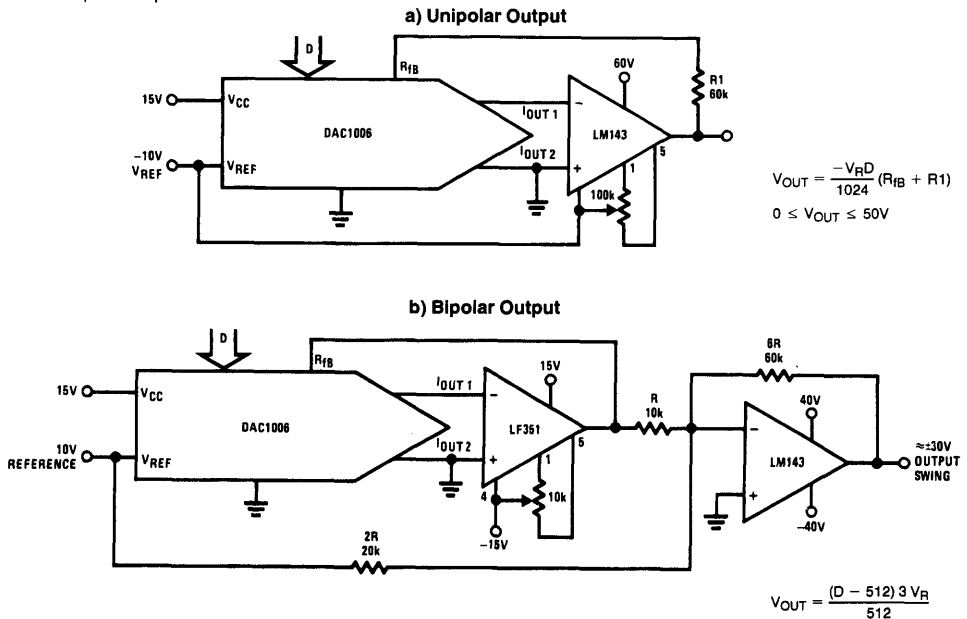 a) Unipolar Output
D
RfB
60V
R1
60k
15V
VCC
IOUT 1
−
DAC1006
LM143
5
−10V
VREF
VREF
IOUT 2
+
1
100k
VOUT = −VRD / 1024 (RfB + R1)
0 ≤ VOUT ≤ 50V
b) Bipolar Output
D
RfB
6R
60k
15V
15V
VCC
IOUT 1
−
R
10k
40V
DAC1006
LF351
5
−
10V
REFERENCE
VREF
IOUT 2
+
1
LM143
≈±30V
OUTPUT
SWING
4
10k
+
−15V
−40V
2R
20k
VOUT = (D − 512) 3 VR / 512